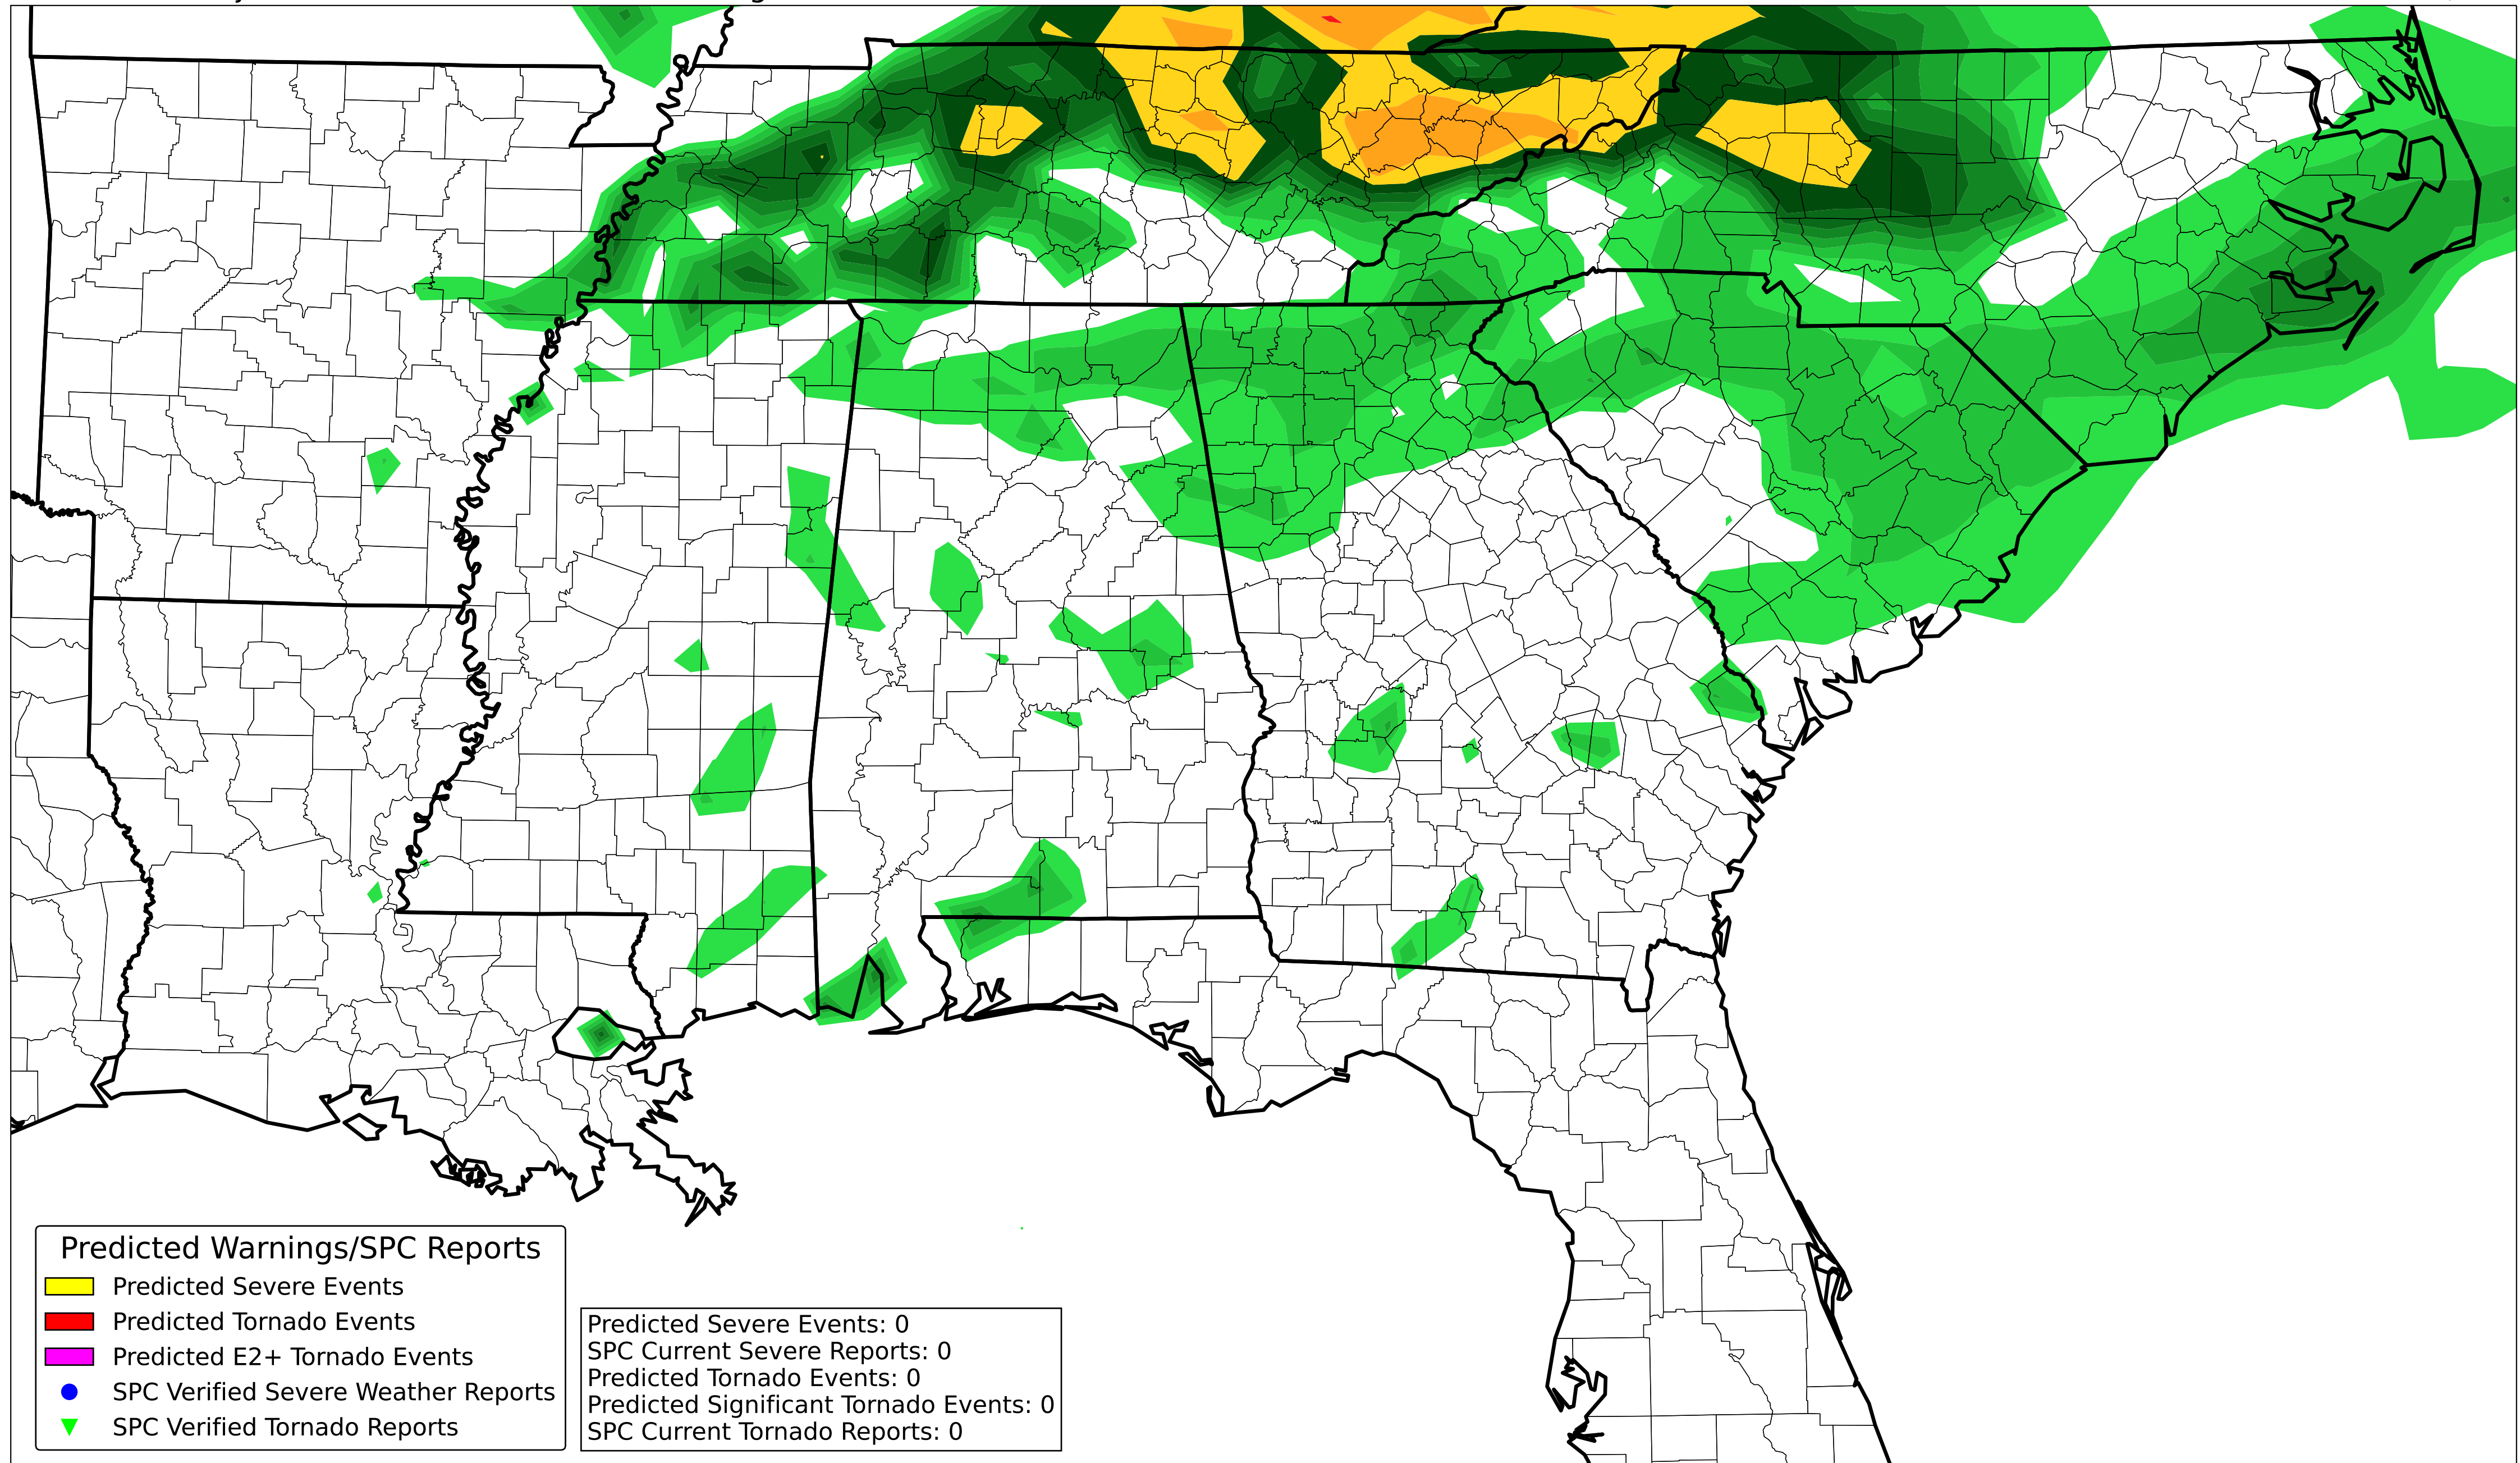 Predicted Warnings/SPC Reports
Predicted Severe Events
Predicted Tornado Events
Predicted E2+ Tornado Events
SPC Verified Severe Weather Reports
SPC Verified Tornado Reports
Predicted Severe Events: 0
SPC Current Severe Reports: 0
Predicted Tornado Events: 0
Predicted Significant Tornado Events: 0
SPC Current Tornado Reports: 0